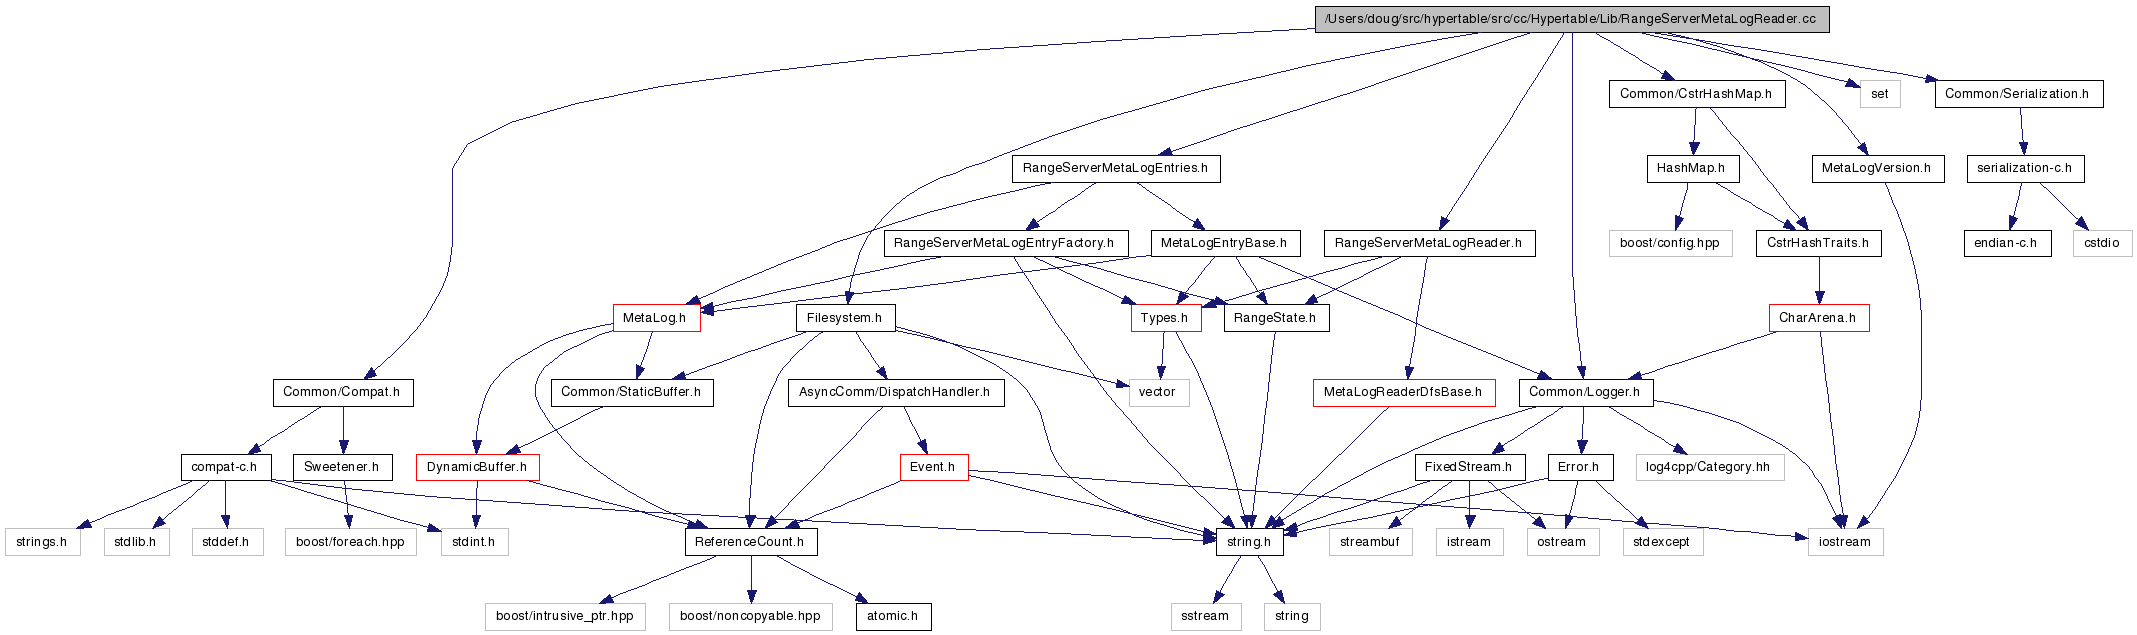 /Users/doug/src/hypertable/src/cc/Hypertable/Lib/RangeServerMetaLogReader.cc
Common/CstrHashMap.h
set
Common/Serialization.h
RangeServerMetaLogEntries.h
HashMap.h
MetaLogVersion.h
serialization-c.h
RangeServerMetaLogEntryFactory.h
MetaLogEntryBase.h
RangeServerMetaLogReader.h
boost/config.hpp
CstrHashTraits.h
endian-c.h
cstdio
MetaLog.h
Filesystem.h
Types.h
RangeState.h
CharArena.h
Common/Compat.h
Common/StaticBuffer.h
AsyncComm/DispatchHandler.h
vector
MetaLogReaderDfsBase.h
Common/Logger.h
compat-c.h
Sweetener.h
DynamicBuffer.h
Event.h
FixedStream.h
Error.h
log4cpp/Category.hh
strings.h
stdlib.h
stddef.h
boost/foreach.hpp
stdint.h
ReferenceCount.h
string.h
streambuf
istream
ostream
stdexcept
iostream
boost/intrusive_ptr.hpp
boost/noncopyable.hpp
atomic.h
sstream
string